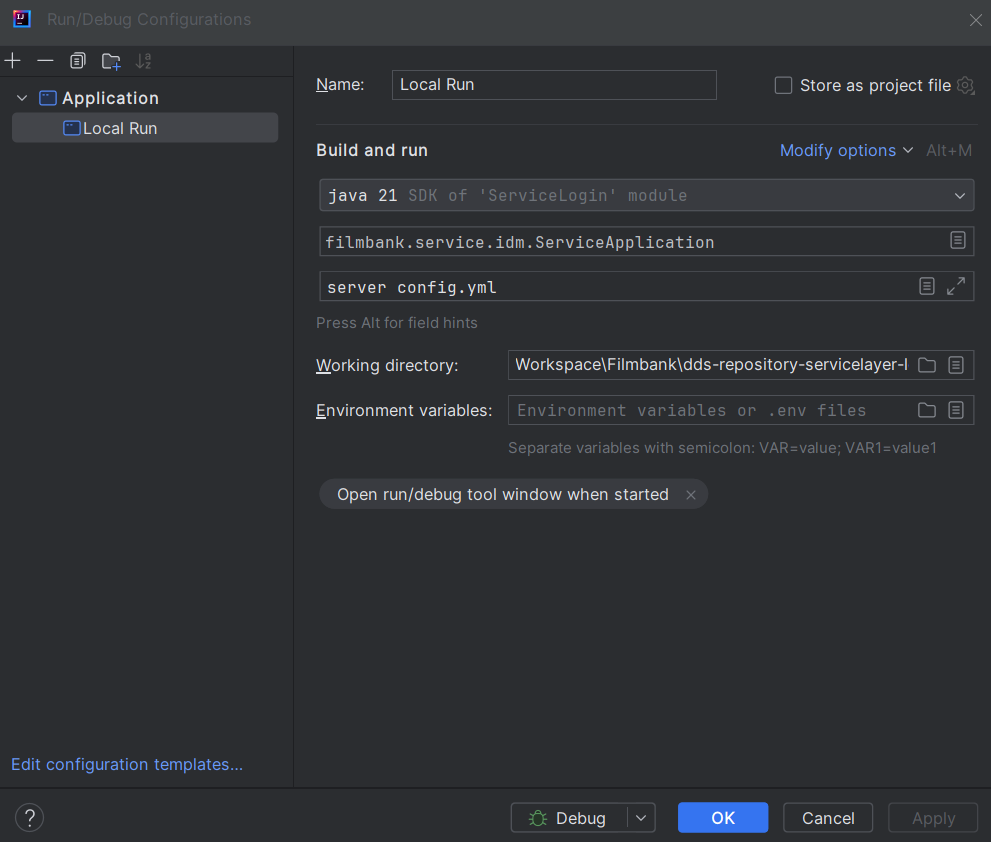 Run/Debug Configurations
Application
Local Run
Name: Local Run
Store as project file
Build and run
Modify options Alt+M
java 21 SDK of 'ServiceLogin' module
filmbank.service.idm.ServiceApplication
server config.yml
Press Alt for field hints
Working directory: Workspace\Filmbank\dds-repository-servicelayer-l
Environment variables: Environment variables or .env files
Separate variables with semicolon: VAR=value; VAR1=value1
Open run/debug tool window when started
Edit configuration templates...
? Debug OK Cancel Apply